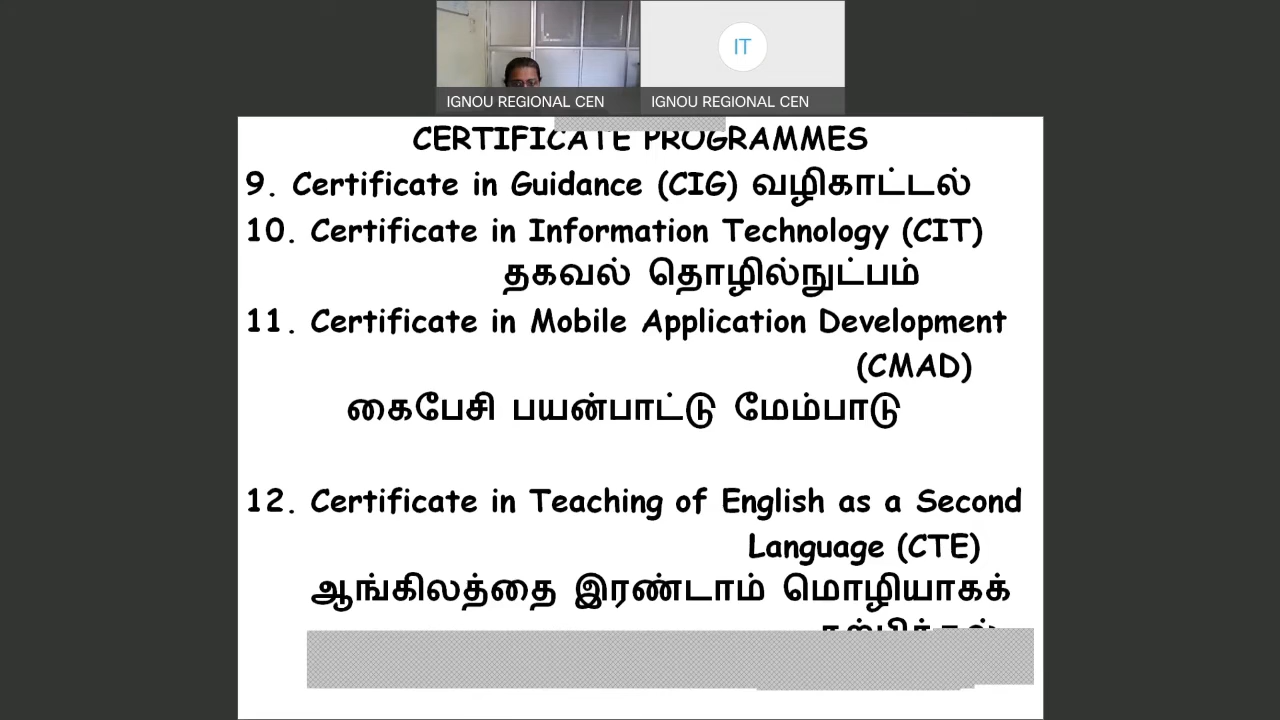 IT
IGNOU REGIONAL CEN
IGNOU REGIONAL CEN
CERTIFICATE PROGRAMMES
9. Certificate in Guidance (CIG) வழிகாட்டல்
10. Certificate in Information Technology (CIT)
தகவல் தொழில்நுட்பம்
11. Certificate in Mobile Application Development
(CMAD)
கைபேசி பயன்பாட்டு மேம்பாடு
12. Certificate in Teaching of English as a Second
Language (CTE)
ஆங்கிலத்தை இரண்டாம் மொழியாகக்